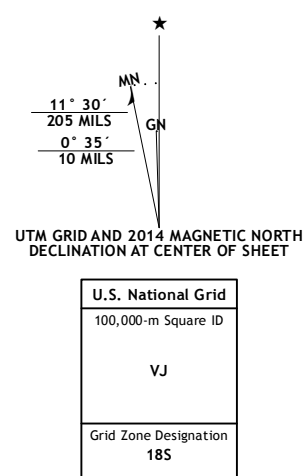 ★
MN
11° 30´
205 MILS
GN
0° 35´
10 MILS
UTM GRID AND 2014 MAGNETIC NORTH
DECLINATION AT CENTER OF SHEET
U.S. National Grid
100,000-m Square ID
VJ
Grid Zone Designation
18S